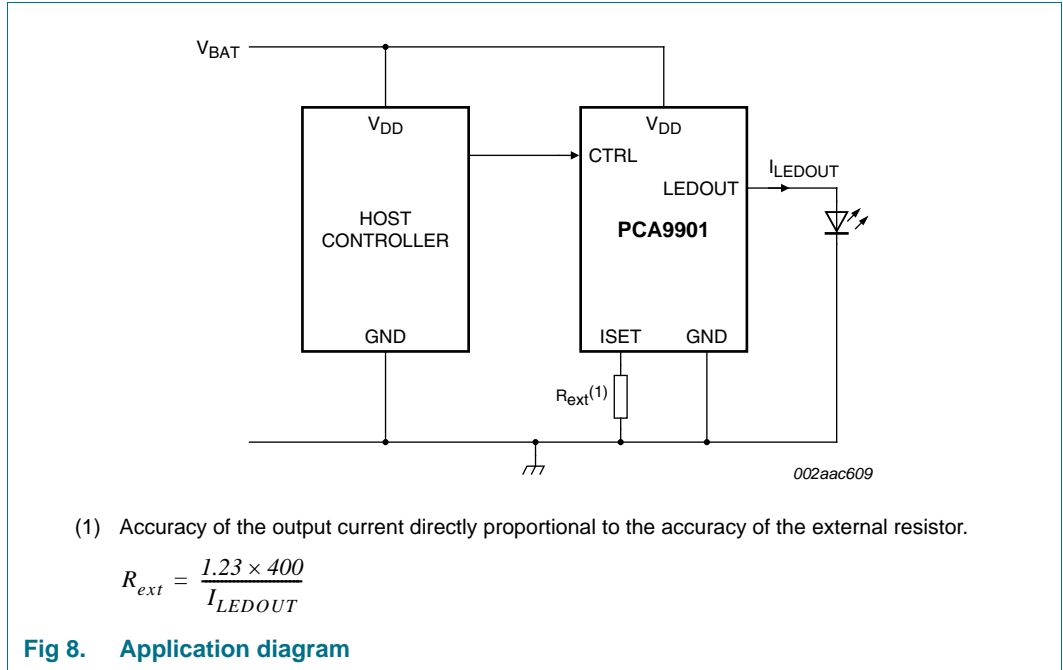 VBAT
VDD
VDD
CTRL
ILEDOUT
LEDOUT
HOST
CONTROLLER
PCA9901
GND
ISET
GND
Rext(1)
002aac609
(1) Accuracy of the output current directly proportional to the accuracy of the external resistor.
Rext = 1.23 × 400 / ILEDOUT
Fig 8. Application diagram